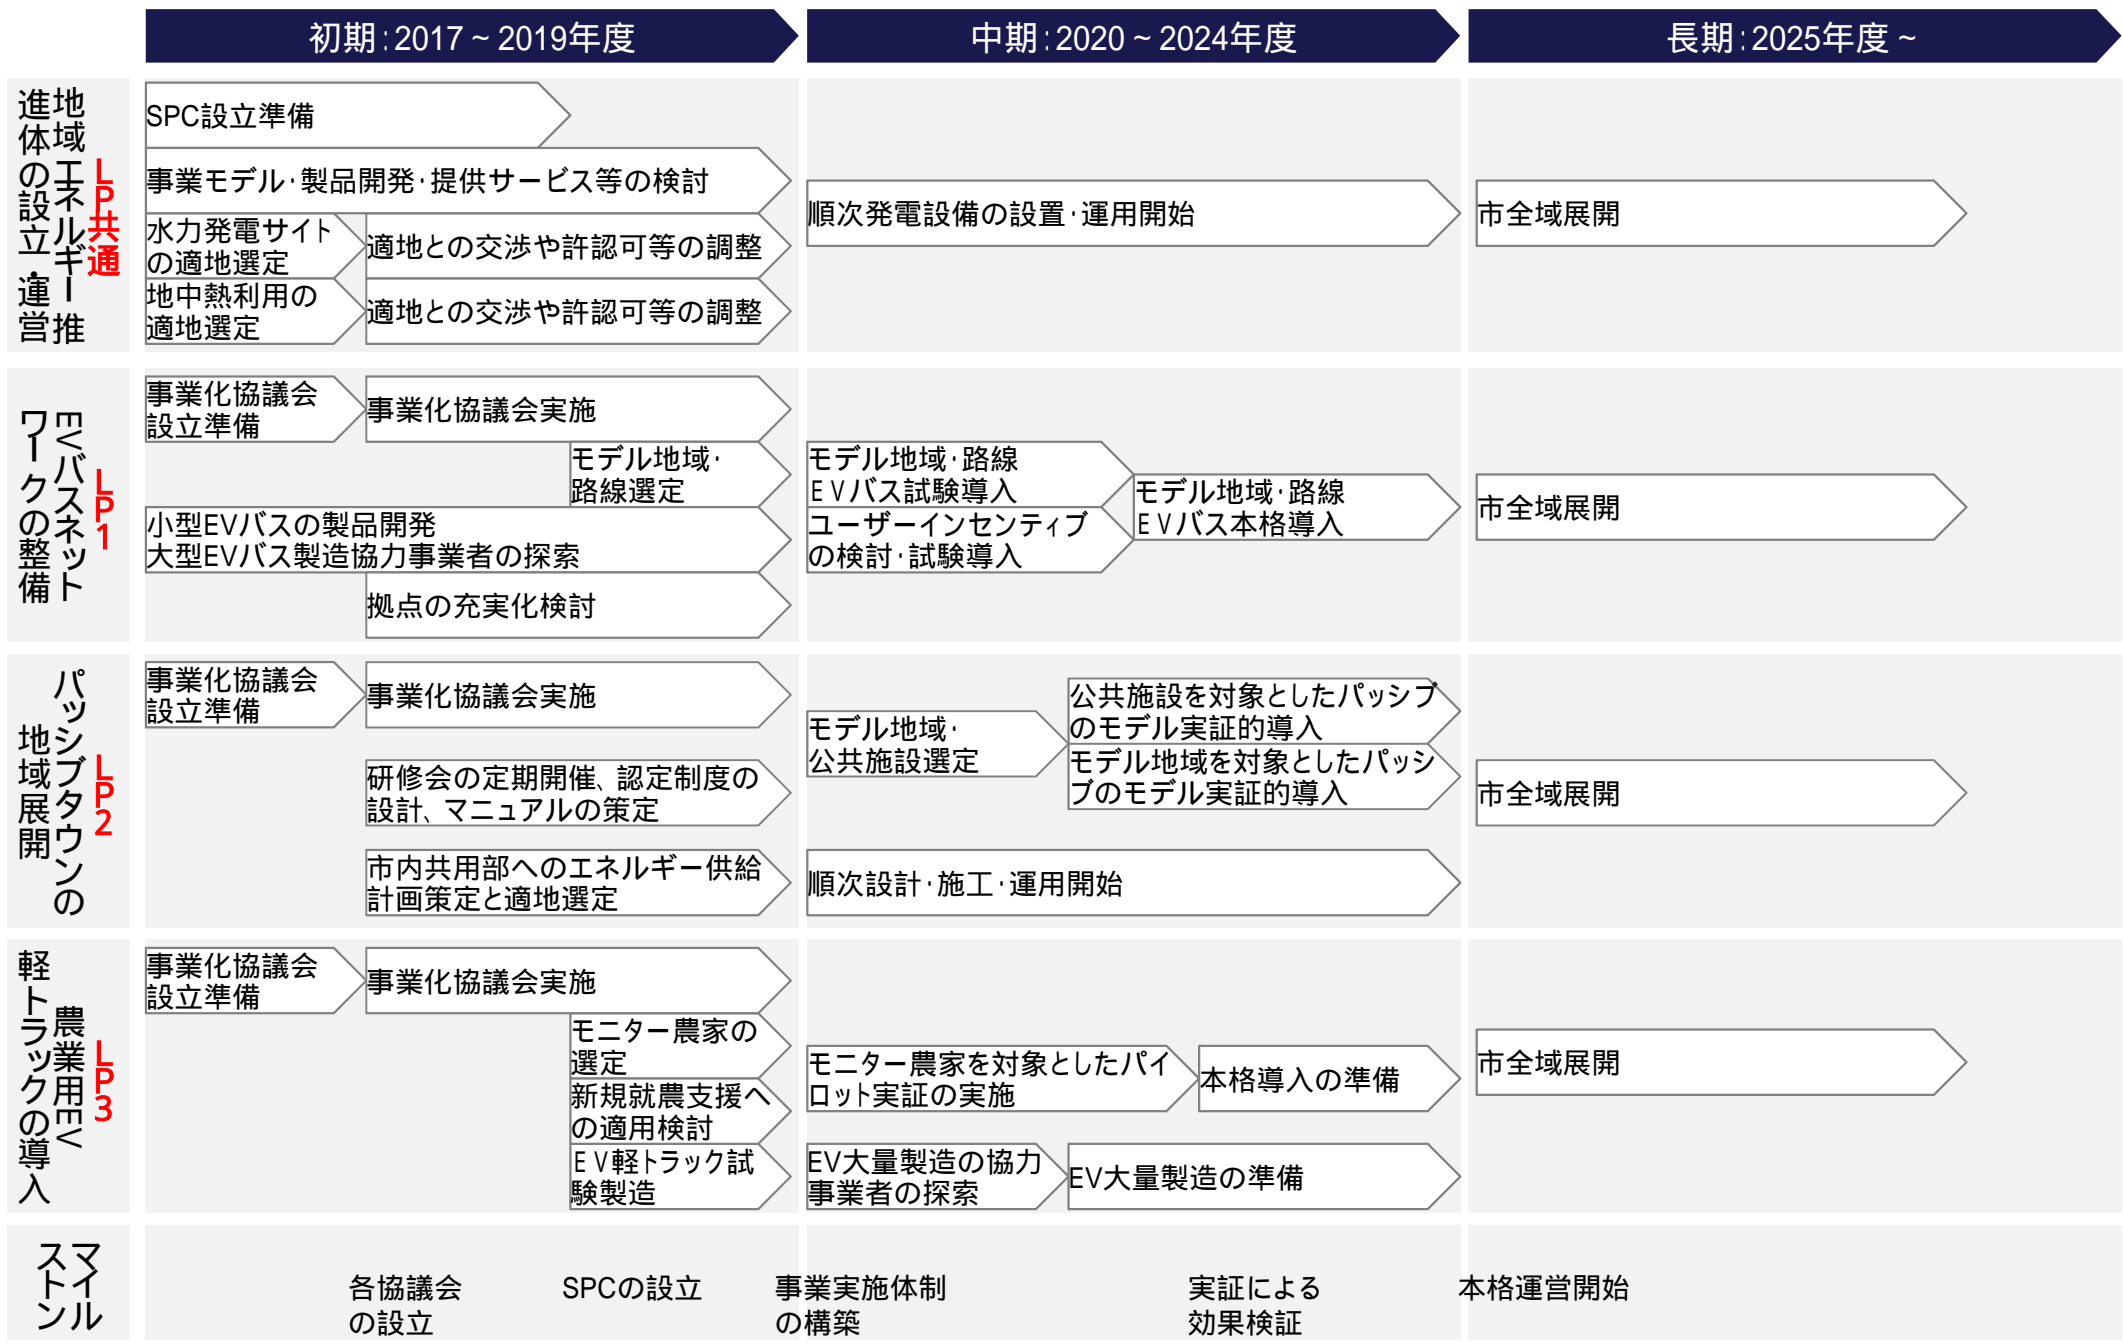 初期：2017 ~ 2019年度
中期：2020 ~ 2024年度
長期：2025年度 ~
LP共通
地域エネルギー推
進体の設立・運営
SPC設立準備
事業モデル・製品開発・提供サービス等の検討
水力発電サイト
の適地選定
適地との交渉や許認可等の調整
地中熱利用の
適地選定
適地との交渉や許認可等の調整
順次発電設備の設置・運用開始
市全域展開
LP1
EVバスネット
ワークの整備
事業化協議会
設立準備
事業化協議会実施
モデル地域・
路線選定
小型EVバスの製品開発
大型EVバス製造協力事業者の探索
拠点の充実化検討
モデル地域・路線
EVバス試験導入
ユーザーインセンティブ
の検討・試験導入
モデル地域・路線
EVバス本格導入
市全域展開
LP2
パッシブタウンの
地域展開
事業化協議会
設立準備
事業化協議会実施
研修会の定期開催、認定制度の
設計、マニュアルの策定
市内共用部へのエネルギー供給
計画策定と適地選定
モデル地域・
公共施設選定
公共施設を対象としたパッシブ
のモデル実証的導入
モデル地域を対象としたパッシ
ブのモデル実証的導入
順次設計・施工・運用開始
市全域展開
LP3
農業用EV
軽トラックの導入
事業化協議会
設立準備
事業化協議会実施
モニター農家の
選定
新規就農支援へ
の適用検討
EV軽トラック試
験製造
モニター農家を対象としたパイ
ロット実証の実施
本格導入の準備
EV大量製造の協力
事業者の探索
EV大量製造の準備
市全域展開
マイル
ストン
各協議会
の設立
SPCの設立
事業実施体制
の構築
実証による
効果検証
本格運営開始